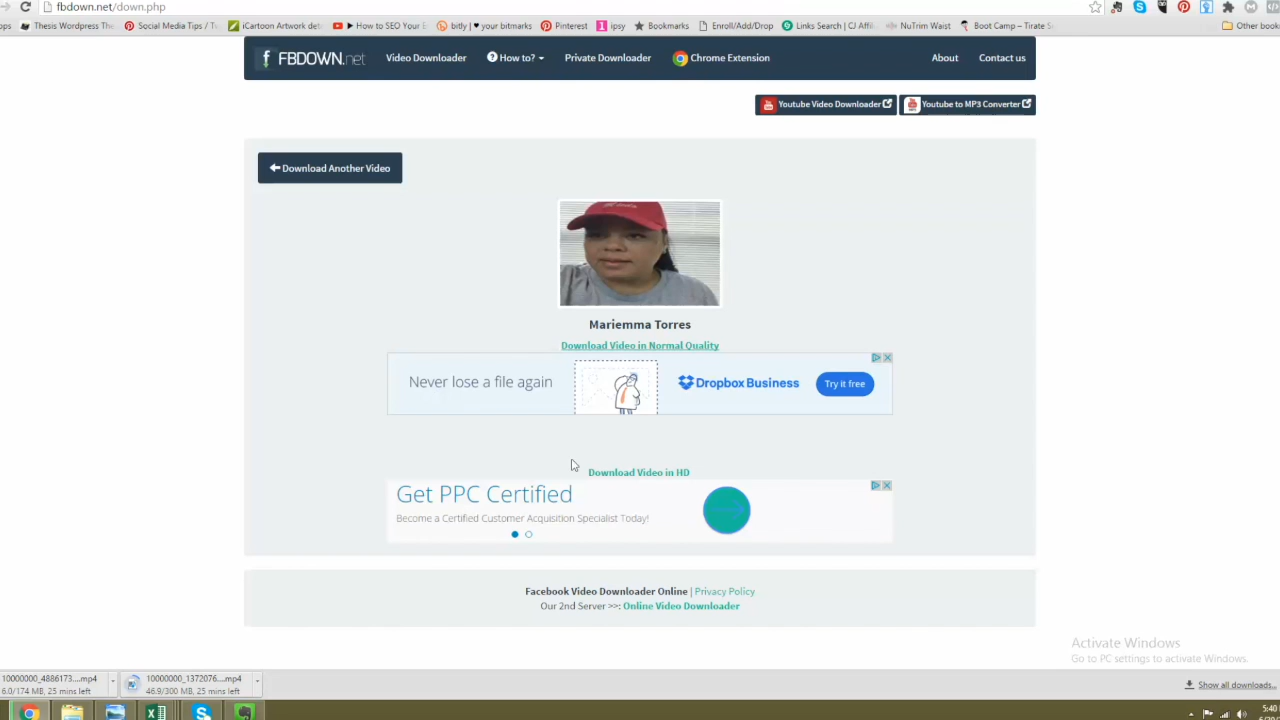 fbdown.net/down.php
Thesis Wordpress The
Social Media Tips / Tw
iCartoon Artwork dete
How to SEO Your E
bitly | ♥ your bitmarks
Pinterest
ipsy
Bookmarks
Enroll/Add/Drop
Links Search | CJ Affili
NuTrim Waist
Boot Camp – Tirate Se
Other book
f FBDOWN.net
Video Downloader
How to?
Private Downloader
Chrome Extension
About
Contact us
Youtube Video Downloader
Youtube to MP3 Converter
Download Another Video
Mariemma Torres
Download Video in Normal Quality
Never lose a file again
Dropbox Business
Try it free
Download Video in HD
Get PPC Certified
Become a Certified Customer Acquisition Specialist Today!
Facebook Video Downloader Online | Privacy Policy
Our 2nd Server >>: Online Video Downloader
Activate Windows
Go to PC settings to activate Windows.
10000000_4886173....mp4
6.0/174 MB, 25 mins left
10000000_1372076....mp4
46.9/300 MB, 25 mins left
Show all downloads...
5:40